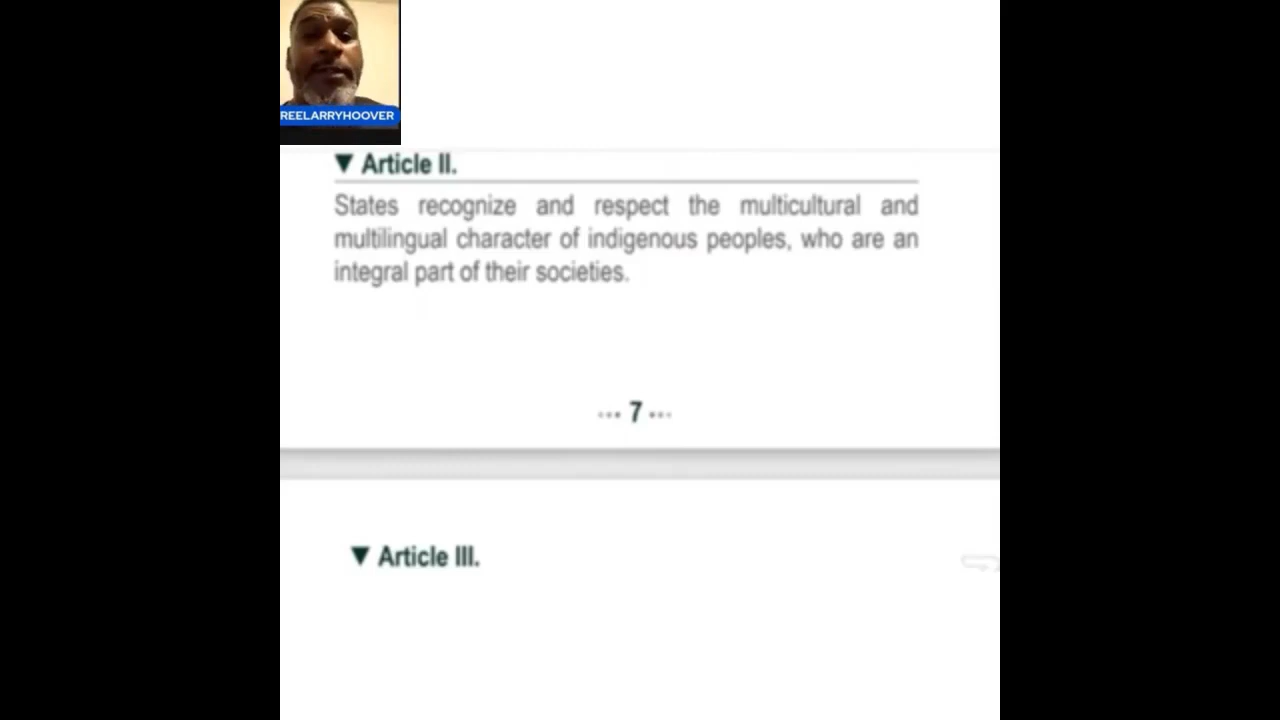 REELARRYHOOVER
▼ Article II.
States recognize and respect the multicultural and
multilingual character of indigenous peoples, who are an
integral part of their societies.
••• 7 •••
▼ Article III.